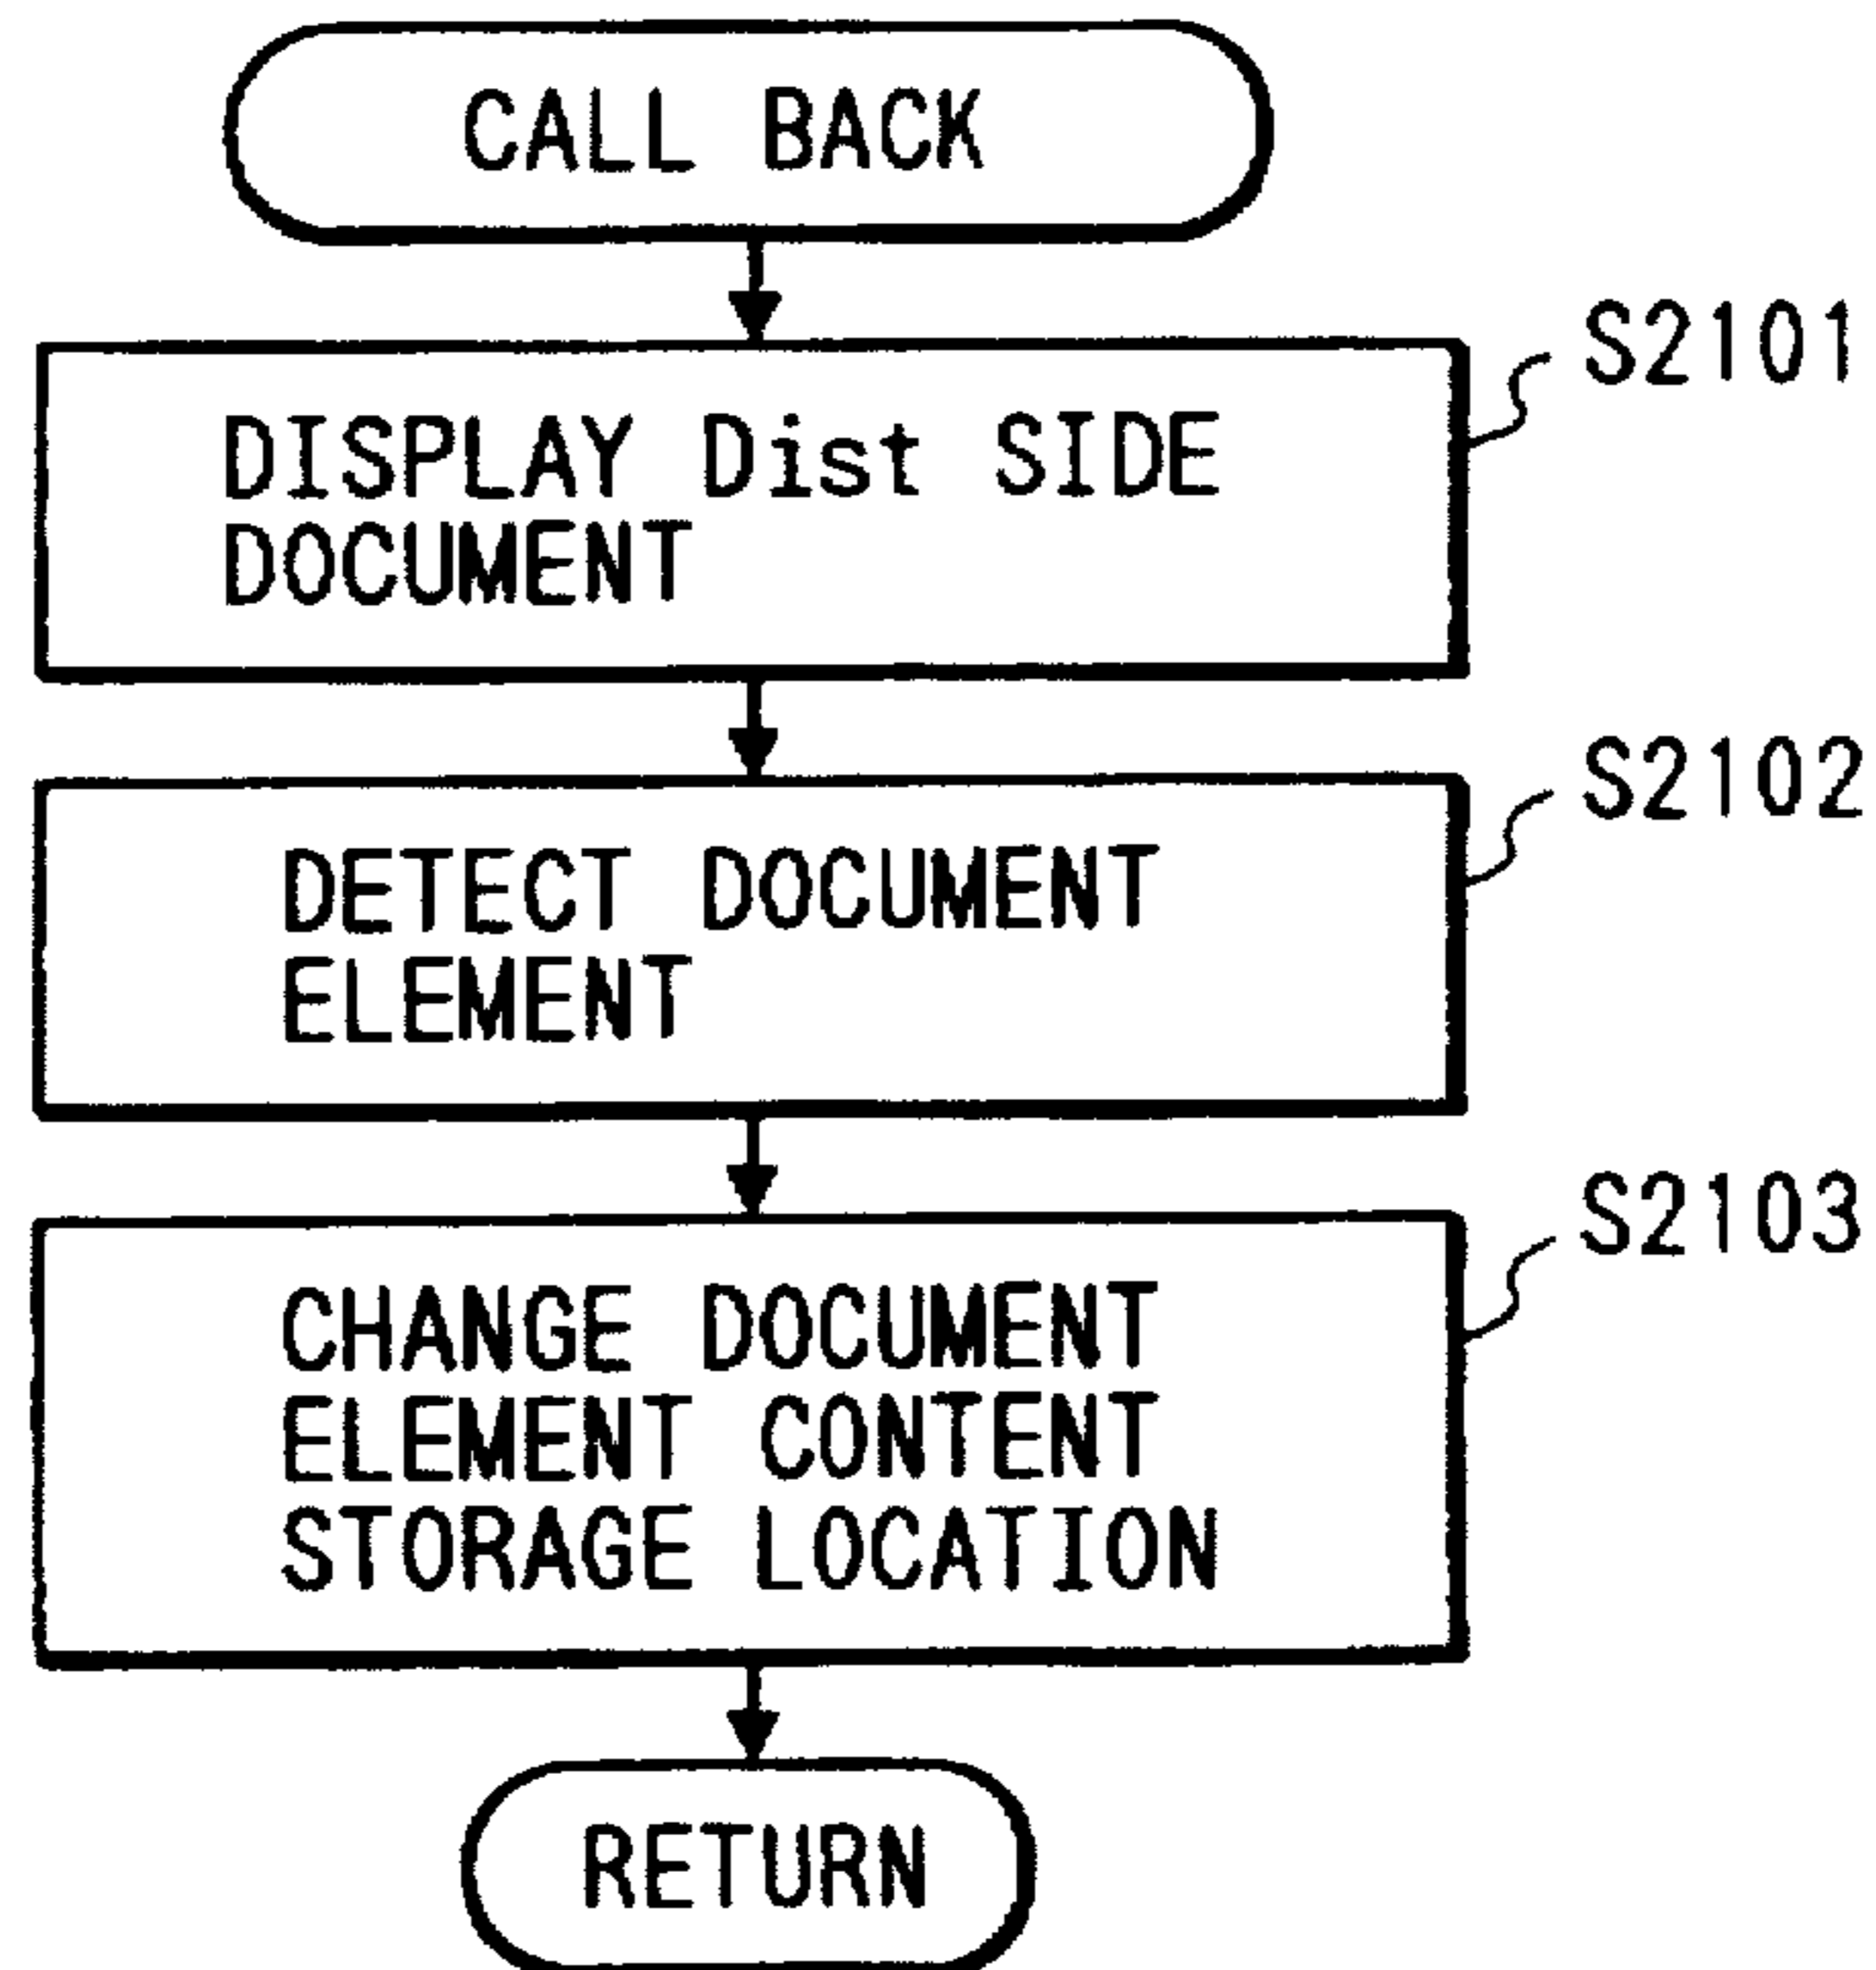 CALL BACK
S2101
DISPLAY Dist SIDE
DOCUMENT
S2102
DETECT DOCUMENT
ELEMENT
S2103
CHANGE DOCUMENT
ELEMENT CONTENT
STORAGE LOCATION
RETURN